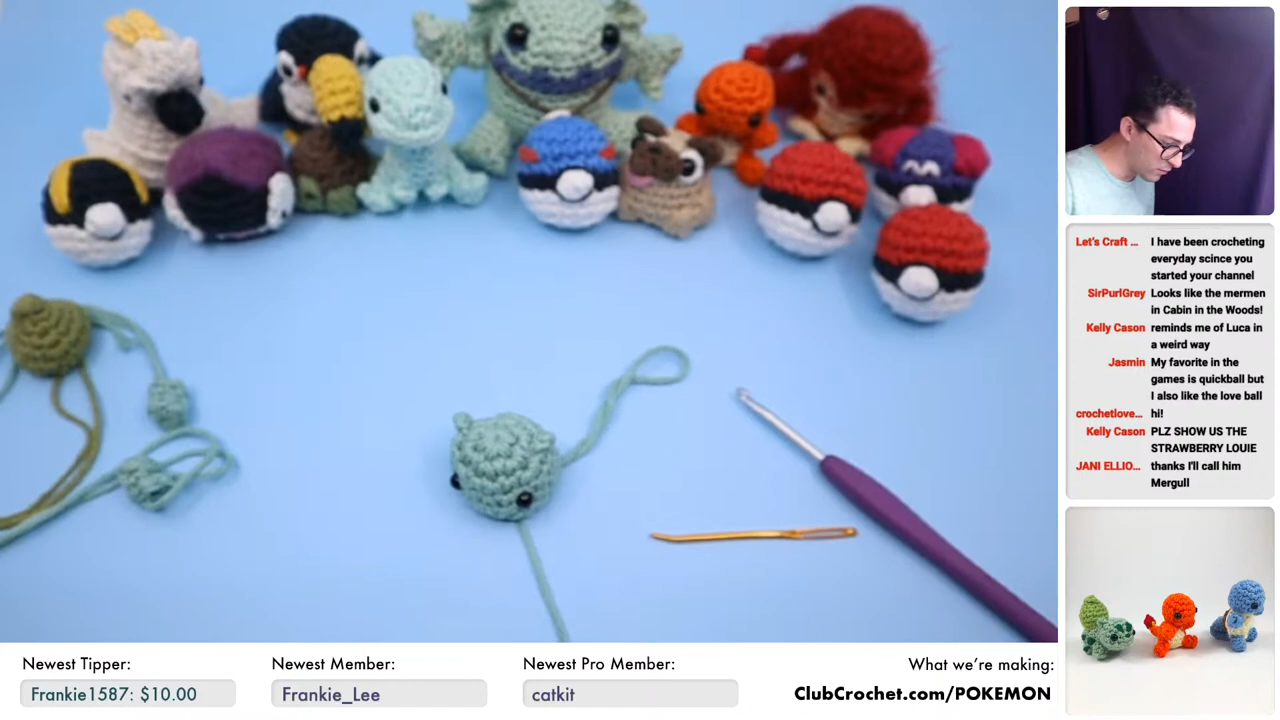 Let's Craft ... I have been crocheting
everyday scince you
started your channel
SirPurlGrey Looks like the mermen
in Cabin in the Woods!
Kelly Cason reminds me of Luca in
a weird way
Jasmin My favorite in the
games is quickball but
I also like the love ball
crochetlove... hi!
Kelly Cason PLZ SHOW US THE
STRAWBERRY LOUIE
JANI ELLIO... thanks I'll call him
Mergull
Newest Tipper:
Frankie1587: $10.00
Newest Member:
Frankie_Lee
Newest Pro Member:
catkit
What we're making:
ClubCrochet.com/POKEMON